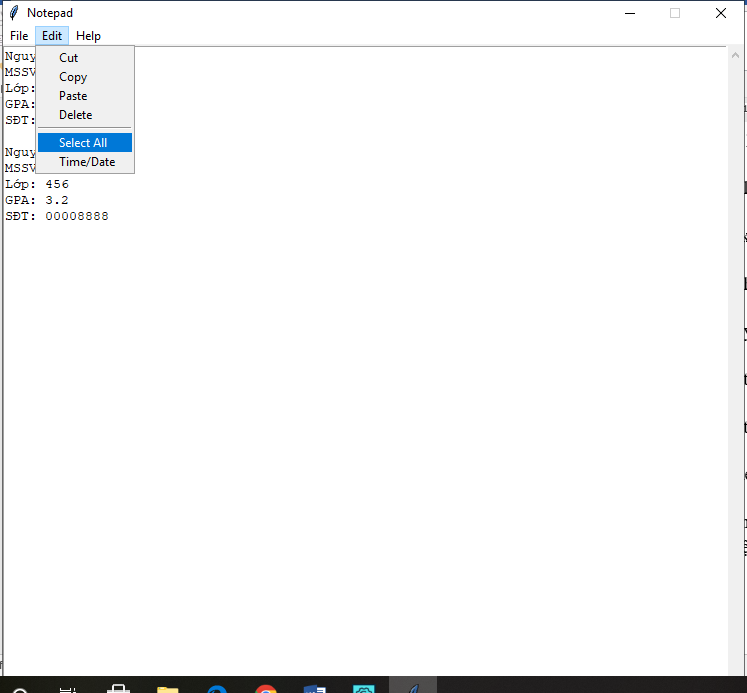 Notepad
File Edit Help
Cut
Copy
Paste
Delete
Select All
Time/Date
Nguy
MSSV
Lớp:
GPA:
SĐT:
Nguy
MSSV
Lớp: 456
GPA: 3.2
SĐT: 00008888